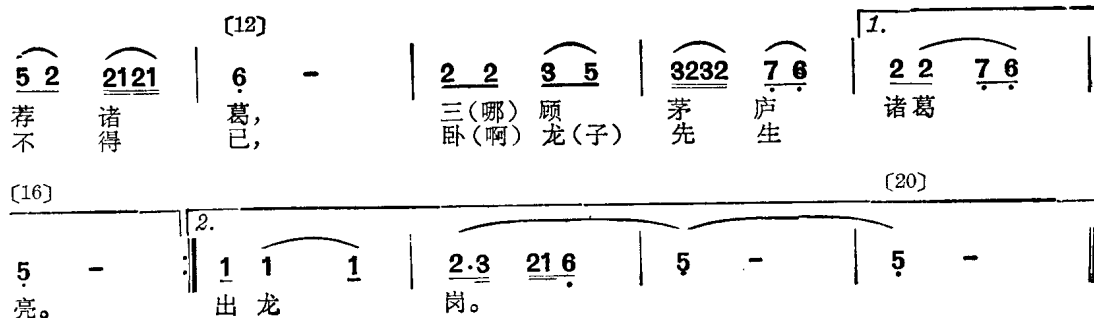 〔12〕 1.
5 2 2121 | 6 - | 2 2 3 5 | 3232 7 6 | 2 2 7 6
荐 诸 葛, 三(哪) 顾 茅 庐 诸葛
不 得 已, 卧(啊) 龙(子) 先 生
〔16〕 2. 〔20〕
5 - :‖ 1 1 1 | 2·3 21 6 | 5 - | 5 - ‖
亮。 出 龙 岗。